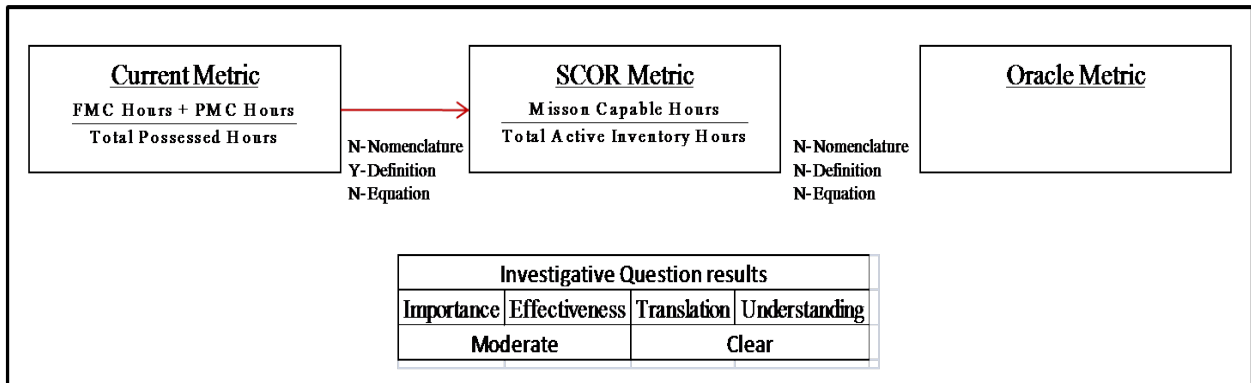 Current Metric
FMC Hours + PMC Hours
Total Possessed Hours
N-Nomenclature
Y-Definition
N-Equation
SCOR Metric
Misson Capable Hours
Total Active Inventory Hours
N-Nomenclature
N-Definition
N-Equation
Oracle Metric
Investigative Question results
Importance Effectiveness Translation Understanding
Moderate Clear